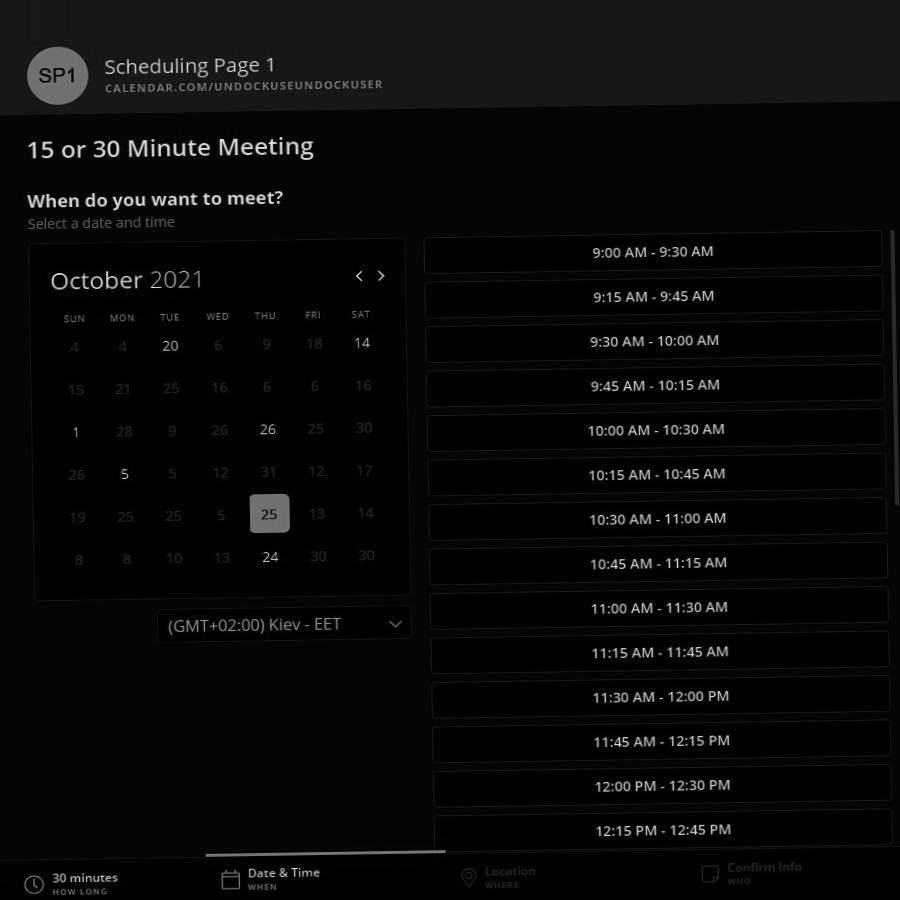 SP1
Scheduling Page 1
CALENDAR.COM/UNDOCKUSEUNDOCKUSER
15 or 30 Minute Meeting
When do you want to meet?
Select a date and time
October 2021
SUN MON TUE WED THU FRI SAT
4 4 20 6 9 18 14
15 21 25 16 6 6 16
1 28 9 26 26 25 30
26 5 5 12 31 12 17
19 25 25 5 25 13 14
8 8 10 13 24 30 30
(GMT+02:00) Kiev - EET
9:00 AM - 9:30 AM
9:15 AM - 9:45 AM
9:30 AM - 10:00 AM
9:45 AM - 10:15 AM
10:00 AM - 10:30 AM
10:15 AM - 10:45 AM
10:30 AM - 11:00 AM
10:45 AM - 11:15 AM
11:00 AM - 11:30 AM
11:15 AM - 11:45 AM
11:30 AM - 12:00 PM
11:45 AM - 12:15 PM
12:00 PM - 12:30 PM
12:15 PM - 12:45 PM
30 minutes
HOW LONG
Date & Time
WHEN
Location
WHERE
Confirm Info
WHO